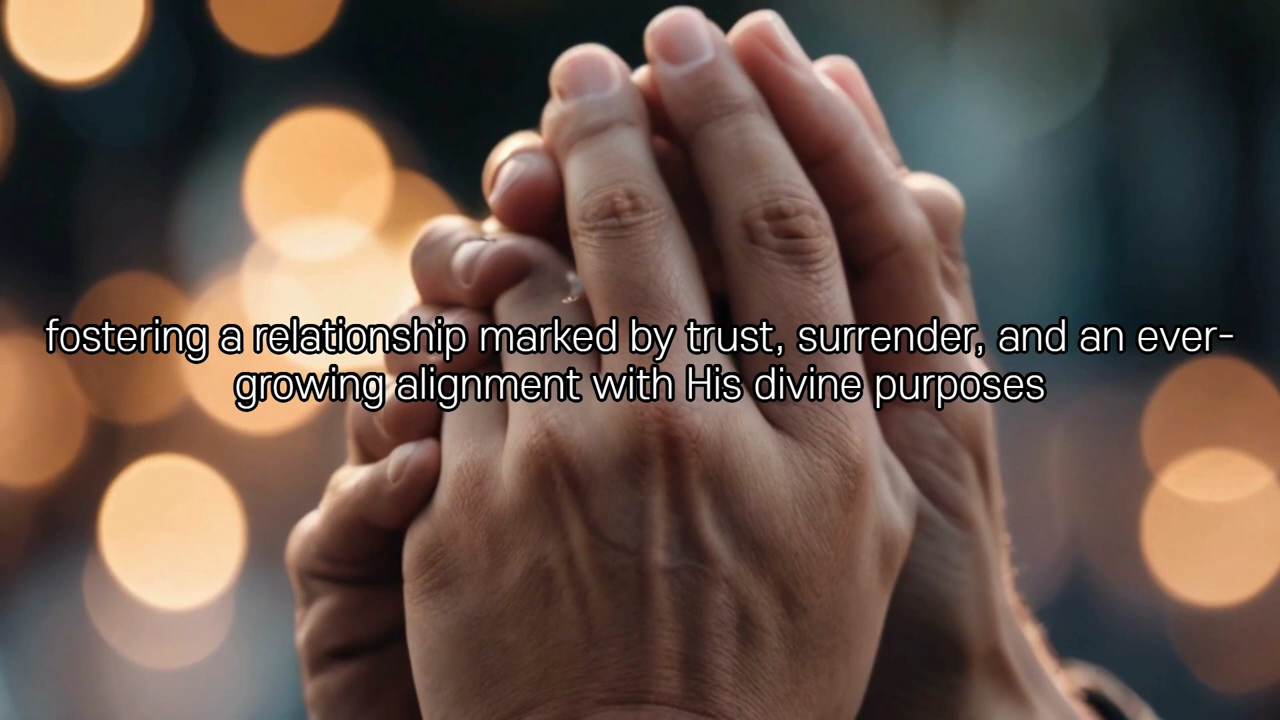 fostering a relationship marked by trust, surrender, and an ever-
growing alignment with His divine purposes